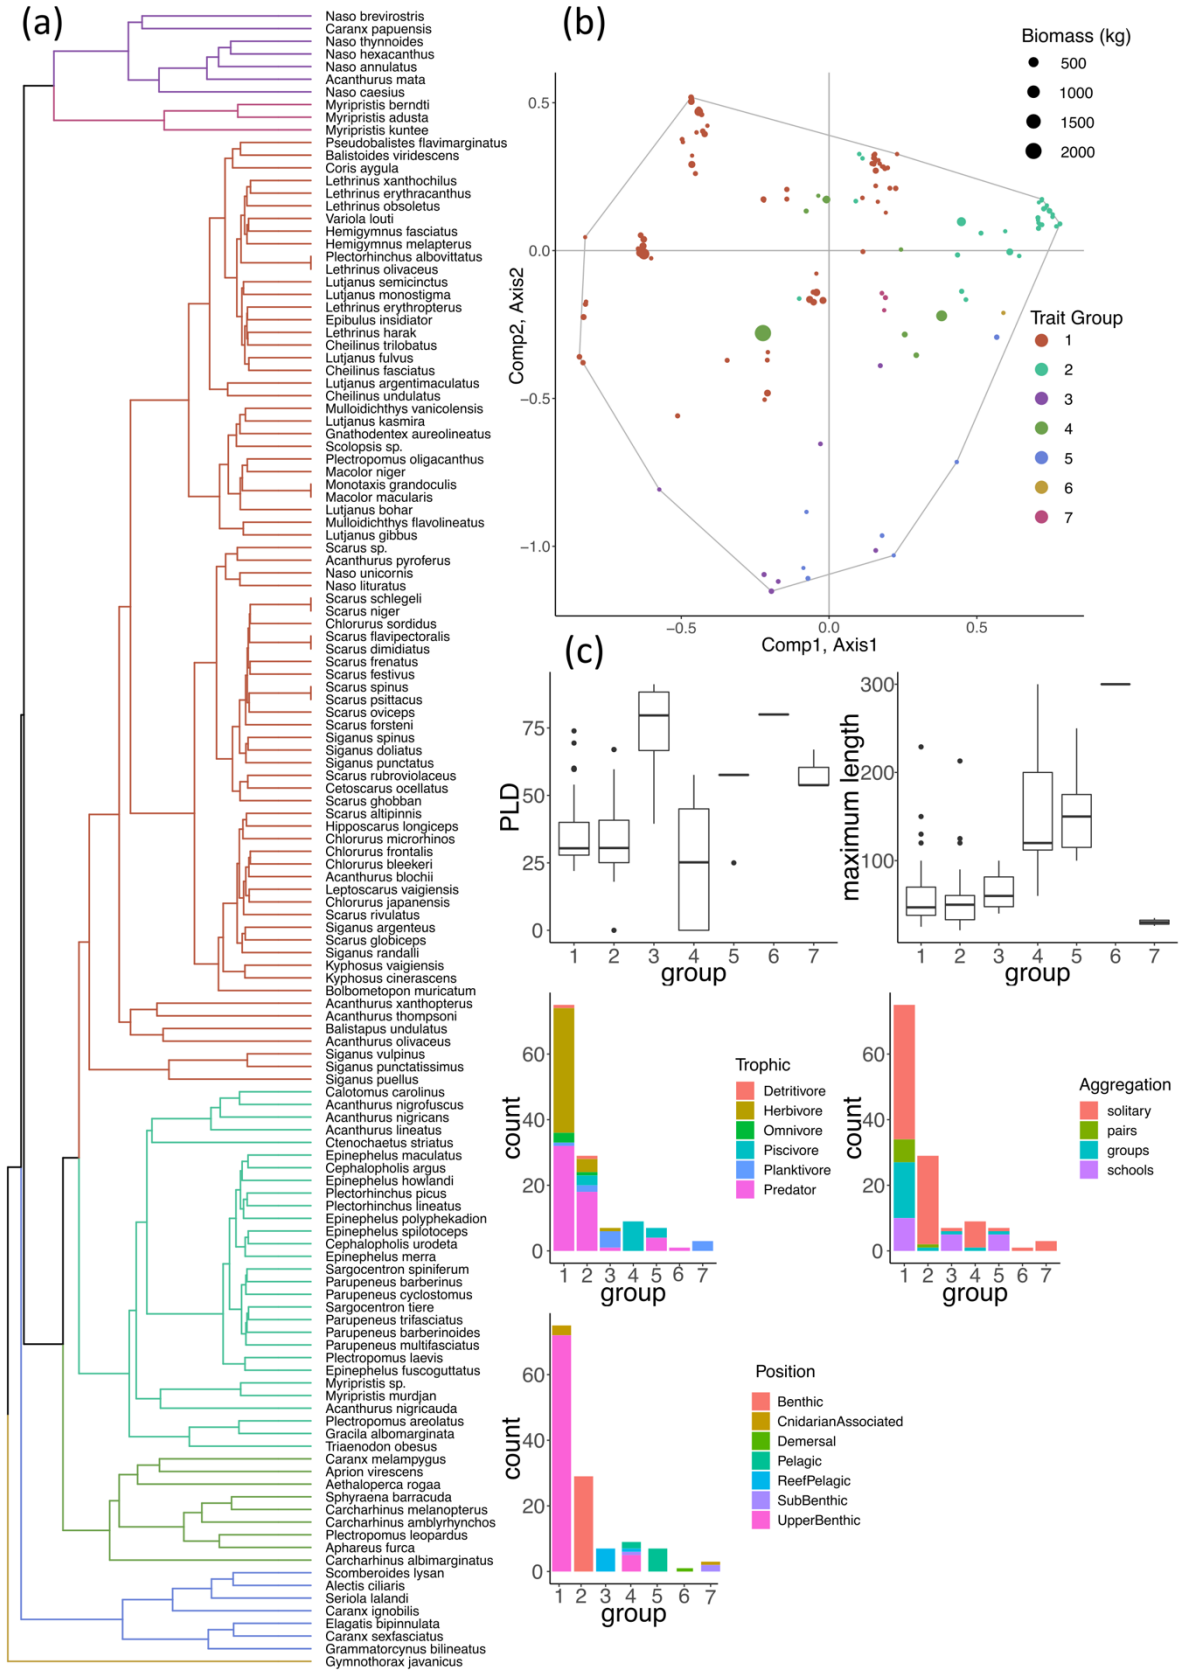 (a)
Naso brevirostris
Caranx papuensis
Naso thynnoides
Naso hexacanthus
Naso annulatus
Acanthurus mata
Naso caesius
Myripristis berndti
Myripristis adusta
Myripristis kuntee
Pseudobalistes flavimarginatus
Balistoides viridescens
Coris aygula
Lethrinus xanthochilus
Lethrinus erythracanthus
Lethrinus obsoletus
Variola louti
Hemigymnus fasciatus
Hemigymnus melapterus
Plectorhinchus albovittatus
Lethrinus olivaceus
Lutjanus semicinctus
Lutjanus monostigma
Lethrinus erythropterus
Epibulus insidiator
Lethrinus harak
Cheilinus trilobatus
Lutjanus fulvus
Cheilinus fasciatus
Lutjanus argentimaculatus
Cheilinus undulatus
Mulloidichthys vanicolensis
Lutjanus kasmira
Gnathodentex aureolineatus
Scolopsis sp.
Plectropomus oligacanthus
Macolor niger
Monotaxis grandoculis
Macolor macularis
Lutjanus bohar
Mulloidichthys flavolineatus
Lutjanus gibbus
Scarus sp.
Acanthurus pyroferus
Naso unicornis
Naso lituratus
Scarus schlegeli
Scarus niger
Chlorurus sordidus
Scarus flavipectoralis
Scarus dimidiatus
Scarus frenatus
Scarus festivus
Scarus spinus
Scarus psittacus
Scarus oviceps
Scarus forsteni
Siganus spinus
Siganus doliatus
Siganus punctatus
Scarus rubroviolaceus
Cetoscarus ocellatus
Scarus ghobban
Scarus altipinnis
Hipposcarus longiceps
Chlorurus microrhinos
Chlorurus frontalis
Chlorurus bleekeri
Acanthurus blochii
Leptoscarus vaigiensis
Chlorurus japanensis
Scarus rivulatus
Siganus argenteus
Scarus globiceps
Siganus randalli
Kyphosus vaigiensis
Kyphosus cinerascens
Bolbometopon muricatum
Acanthurus xanthopterus
Acanthurus thompsoni
Balistapus undulatus
Acanthurus olivaceus
Siganus vulpinus
Siganus punctatissimus
Siganus puellus
Calotomus carolinus
Acanthurus nigrofuscus
Acanthurus nigricans
Acanthurus lineatus
Ctenochaetus striatus
Epinephelus maculatus
Cephalopholis argus
Epinephelus howlandi
Plectorhinchus picus
Plectorhinchus lineatus
Epinephelus polyphekadion
Epinephelus spilotoceps
Cephalopholis urodeta
Epinephelus merra
Sargocentron spiniferum
Parupeneus barberinus
Parupeneus cyclostomus
Sargocentron tiere
Parupeneus trifasciatus
Parupeneus barberinoides
Parupeneus multifasciatus
Plectropomus laevis
Epinephelus fuscoguttatus
Myripristis sp.
Myripristis murdjan
Acanthurus nigricauda
Plectropomus areolatus
Gracila albomarginata
Triaenodon obesus
Caranx melampygus
Aprion virescens
Aethaloperca rogaa
Sphyraena barracuda
Carcharhinus melanopterus
Carcharhinus amblyrhynchos
Plectropomus leopardus
Aphareus furca
Carcharhinus albimarginatus
Scomberoides lysan
Alectis ciliaris
Seriola lalandi
Caranx ignobilis
Elagatis bipinnulata
Caranx sexfasciatus
Grammatorcynus bilineatus
Gymnothorax javanicus
(b)
Biomass (kg)
500
1000
1500
2000
Trait Group
1
2
3
4
5
6
7
Comp2, Axis2
0.5
0.0
−0.5
−1.0
−0.5 0.0 0.5
Comp1, Axis1
(c)
PLD
75
50
25
0
1 2 3 4 5 6 7
group
maximum length
300
200
100
1 2 3 4 5 6 7
group
count
60
40
20
0
1 2 3 4 5 6 7
group
Trophic
Detritivore
Herbivore
Omnivore
Piscivore
Planktivore
Predator
count
60
40
20
0
1 2 3 4 5 6 7
group
Aggregation
solitary
pairs
groups
schools
count
60
40
20
0
1 2 3 4 5 6 7
group
Position
Benthic
CnidarianAssociated
Demersal
Pelagic
ReefPelagic
SubBenthic
UpperBenthic